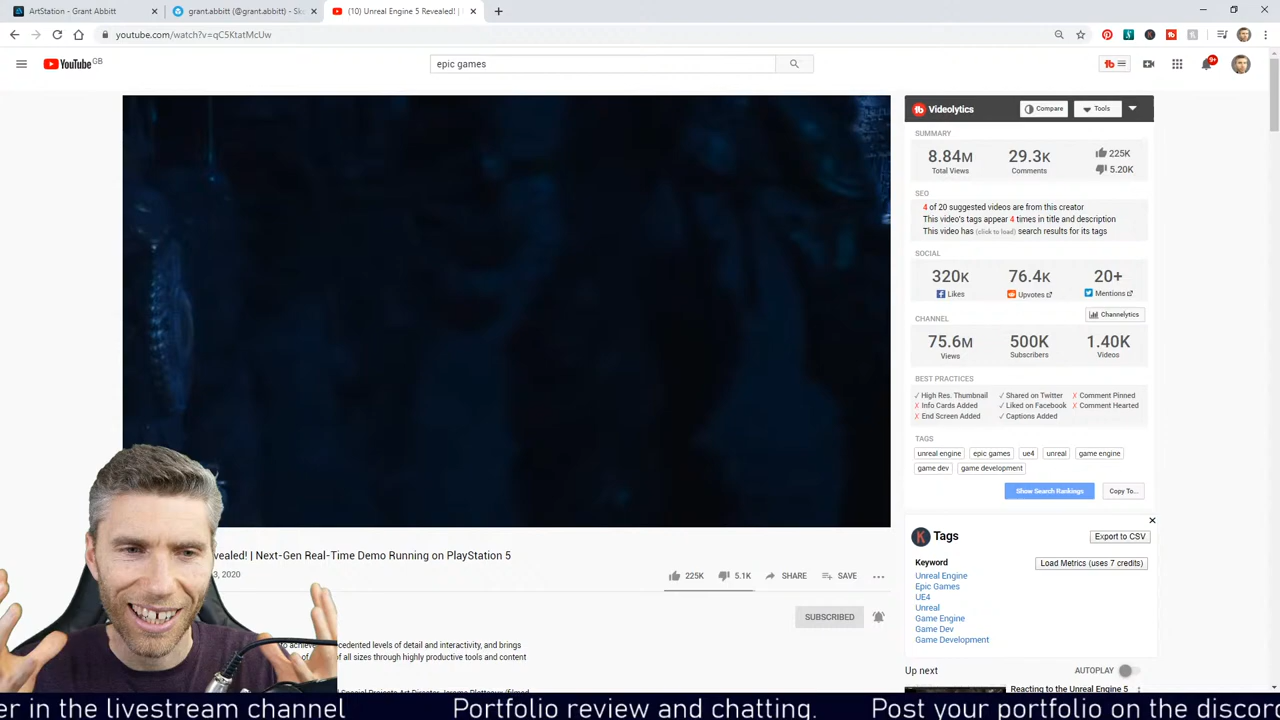 ArtStation - Grant Abbitt
grant.abbitt (@grant.abbitt) - Sk
(10) Unreal Engine 5 Revealed! |
youtube.com/watch?v=qC5KtatMcUw
YouTube GB
epic games
9+
Videolytics
Compare
Tools
SUMMARY
8.84M
Total Views
29.3K
Comments
225K
5.20K
SEO
4 of 20 suggested videos are from this creator
This video's tags appear 4 times in title and description
This video has (click to load) search results for its tags
SOCIAL
320K
Likes
76.4K
Upvotes
20+
Mentions
CHANNEL
Channelytics
75.6M
Views
500K
Subscribers
1.40K
Videos
BEST PRACTICES
✓ High Res. Thumbnail
✓ Shared on Twitter
✗ Comment Pinned
✗ Info Cards Added
✓ Liked on Facebook
✗ Comment Hearted
✗ End Screen Added
✓ Captions Added
TAGS
unreal engine
epic games
ue4
unreal
game engine
game dev
game development
Show Search Rankings
Copy To...
K Tags
Export to CSV
Keyword
Load Metrics (uses 7 credits)
Unreal Engine
Epic Games
UE4
Unreal
Game Engine
Game Dev
Game Development
Up next
AUTOPLAY
Reacting to the Unreal Engine 5
vealed! | Next-Gen Real-Time Demo Running on PlayStation 5
3, 2020
225K
5.1K
SHARE
SAVE
SUBSCRIBED
to achieve
cedented levels of detail and interactivity, and brings
of all sizes through highly productive tools and content
Special Projects Art Director
er in the livestream channel
Portfolio review and chatting.
Post your portfolio on the discord